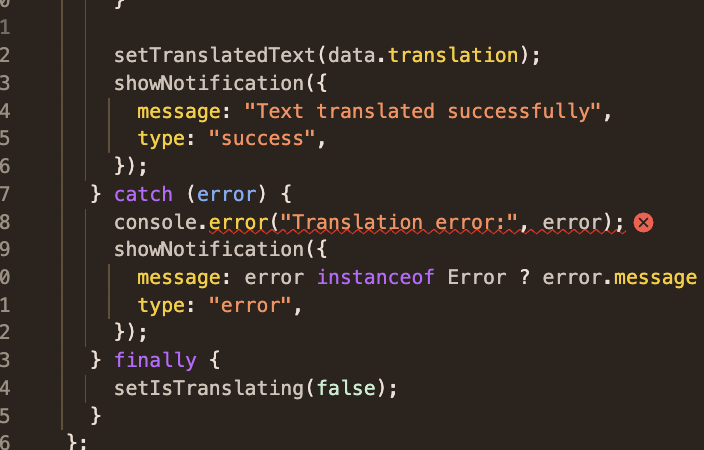 0 }
1
2 setTranslatedText(data.translation);
3 showNotification({
4 message: "Text translated successfully",
5 type: "success",
6 });
7 } catch (error) {
8 console.error("Translation error:", error);
9 showNotification({
0 message: error instanceof Error ? error.message
1 type: "error",
2 });
3 } finally {
4 setIsTranslating(false);
5 }
6 };